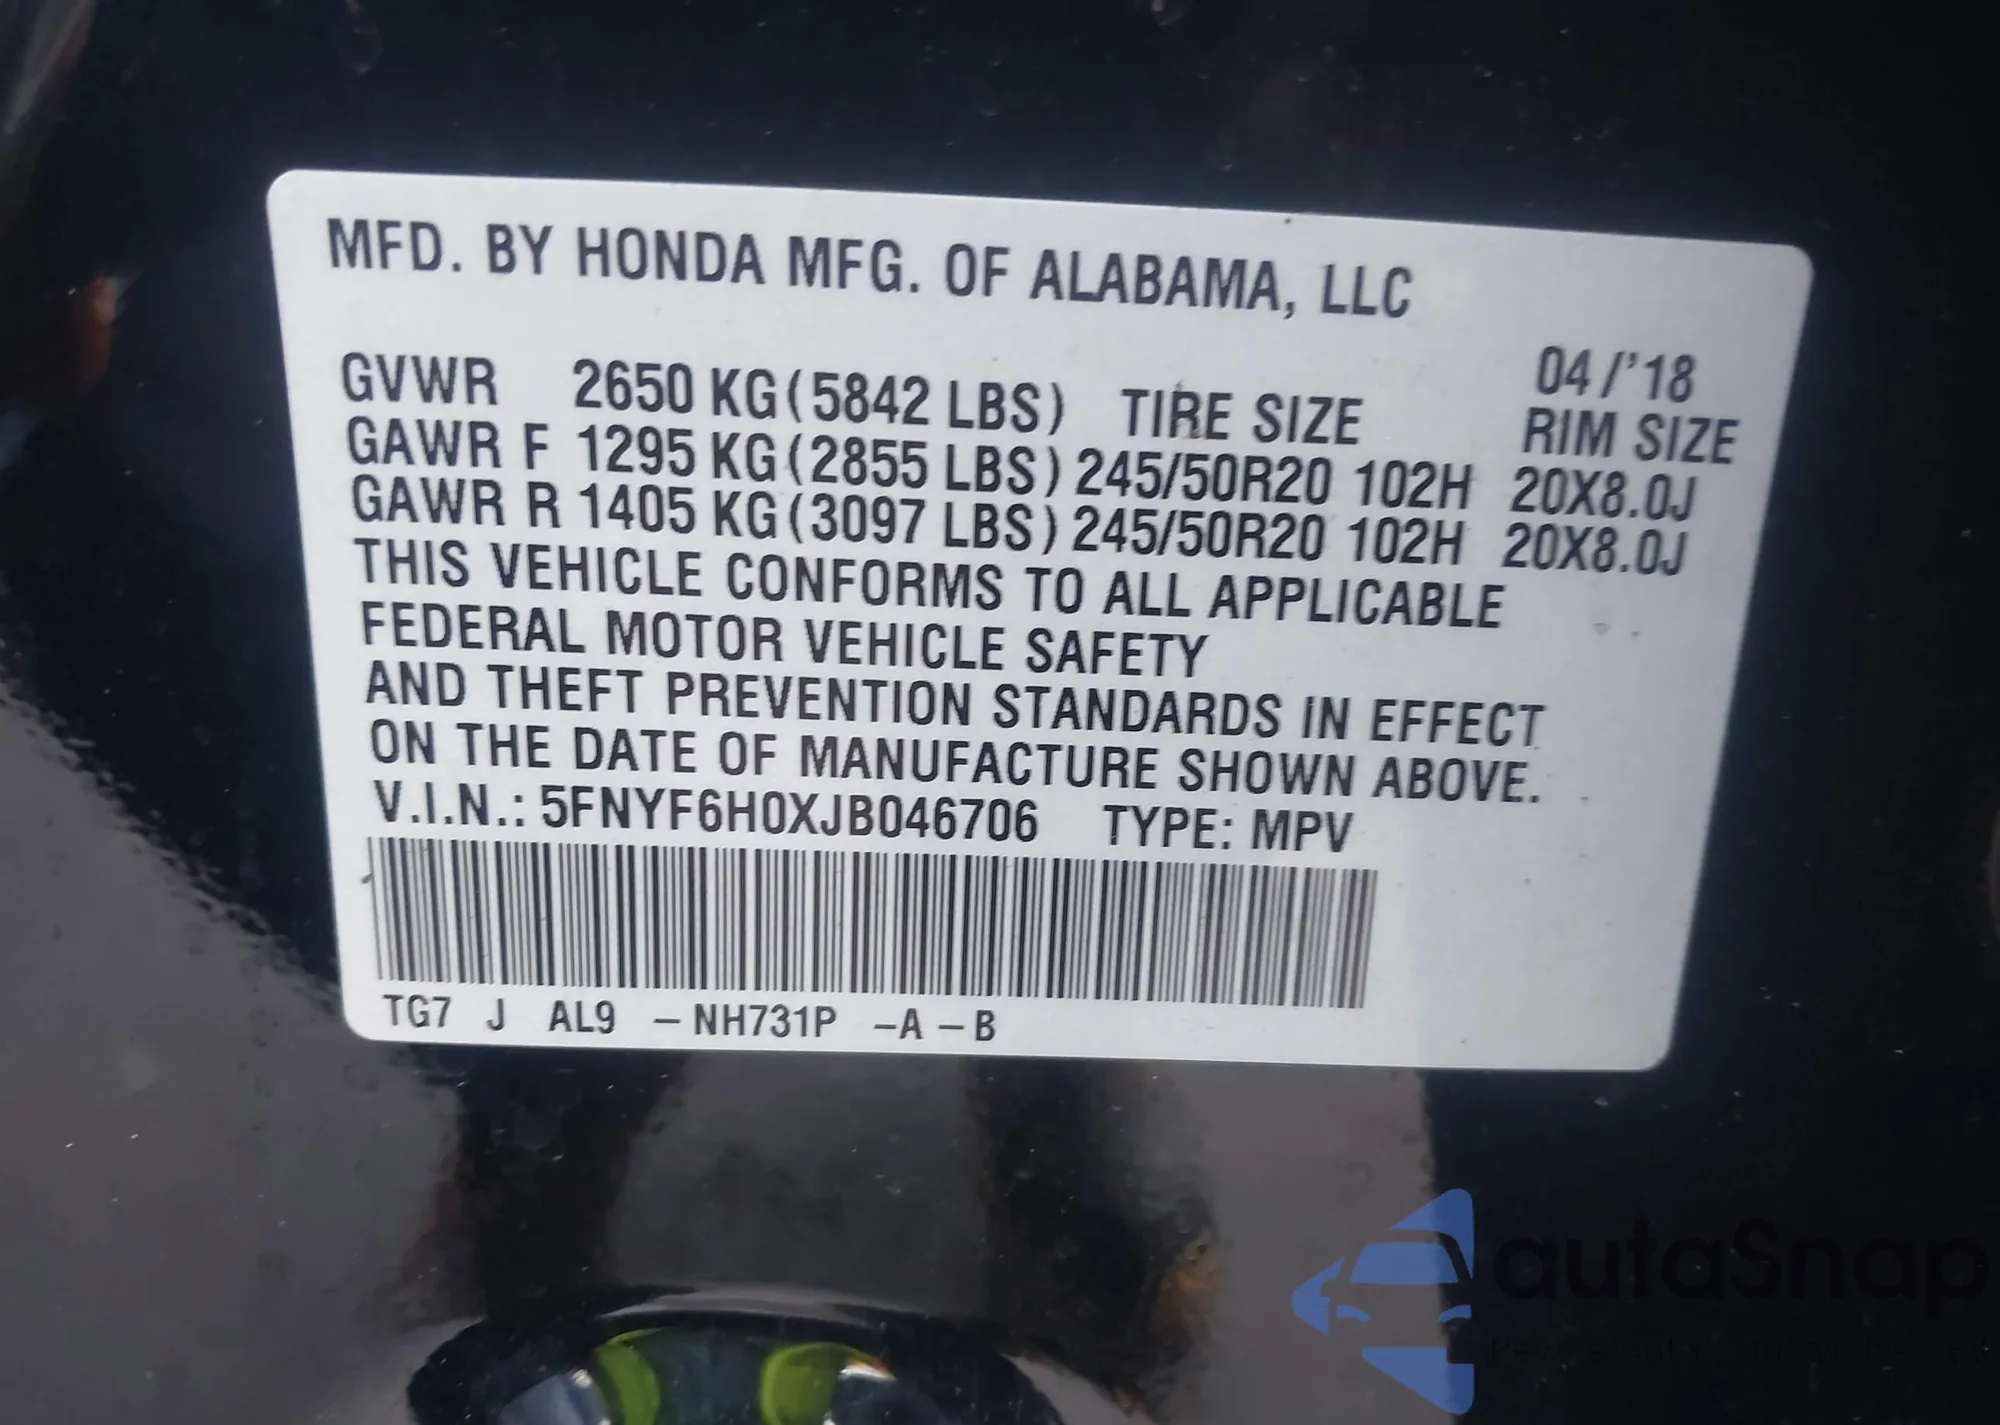 MFD. BY HONDA MFG. OF ALABAMA, LLC
04/'18
GVWR 2650 KG (5842 LBS) TIRE SIZE RIM SIZE
GAWR F 1295 KG (2855 LBS) 245/50R20 102H 20X8.0J
GAWR R 1405 KG (3097 LBS) 245/50R20 102H 20X8.0J
THIS VEHICLE CONFORMS TO ALL APPLICABLE
FEDERAL MOTOR VEHICLE SAFETY
AND THEFT PREVENTION STANDARDS IN EFFECT
ON THE DATE OF MANUFACTURE SHOWN ABOVE.
V.I.N.: 5FNYF6H0XJB046706 TYPE: MPV
TG7 J AL9 -NH731P -A-B
autaSnap